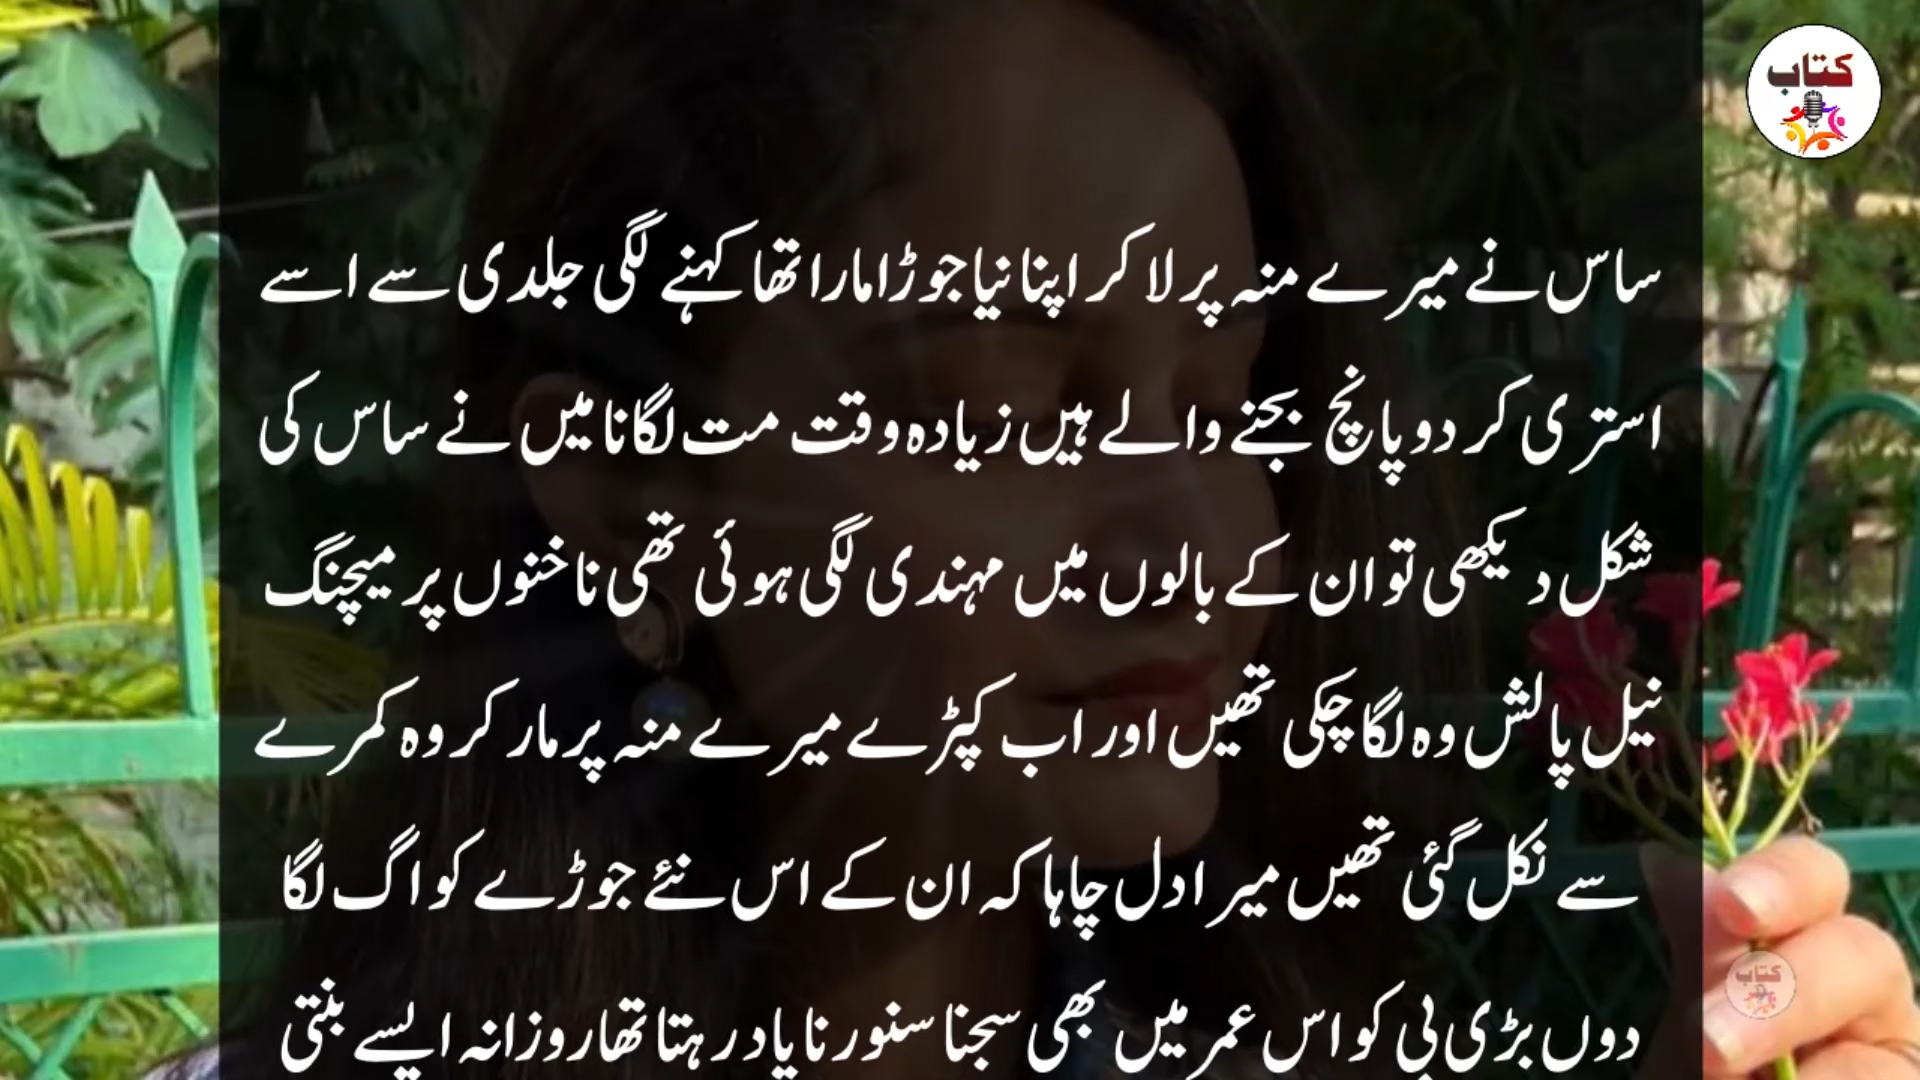 کتاب
ساس نے میرے منہ پر لا کر اپنا نیا جوڑا مارا تھا کہنے لگی جلدی سے اسے
استری کر دو پانچ بجنے والے ہیں زیادہ وقت مت لگانا میں نے ساس کی
شکل دیکھی تو ان کے بالوں میں مہندی لگی ہوئی تھی ناخنوں پر میچنگ
نیل پالش وہ لگا چکی تھیں اور اب کپڑے میرے منہ پر مار کر وہ کمرے
سے نکل گئی تھیں میرا دل چاہا کہ ان کے اس نئے جوڑے کو اگ لگا
دوں بڑی بی کو اس عمر میں بھی سجنا سنورنا یاد رہتا تھا روزانہ ایسے بنتی
کتاب